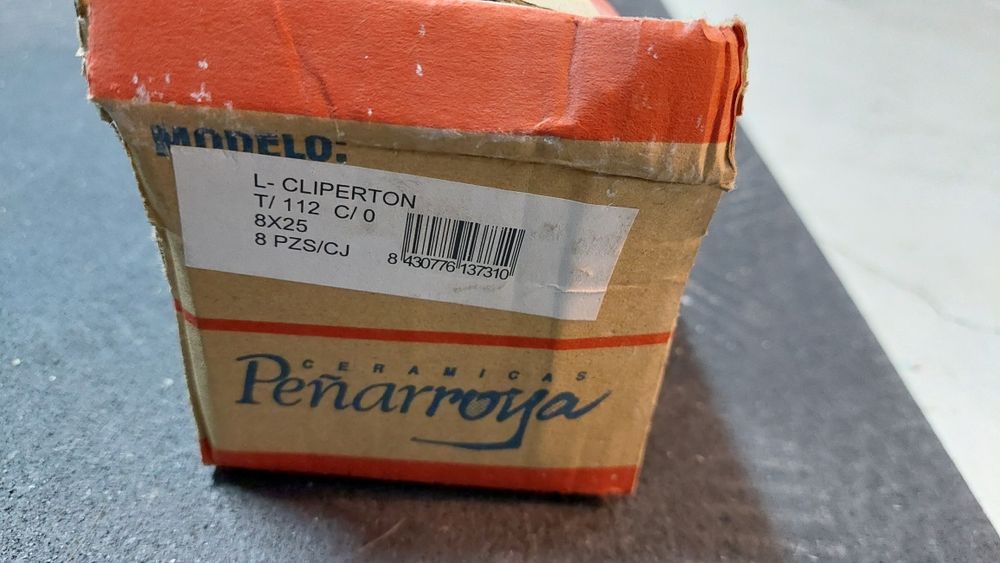 MODELO:
L- CLIPERTON
T/ 112 C/ 0
8X25
8 PZS/CJ
8 430776 137310
CERAMICAS
Peñarroya